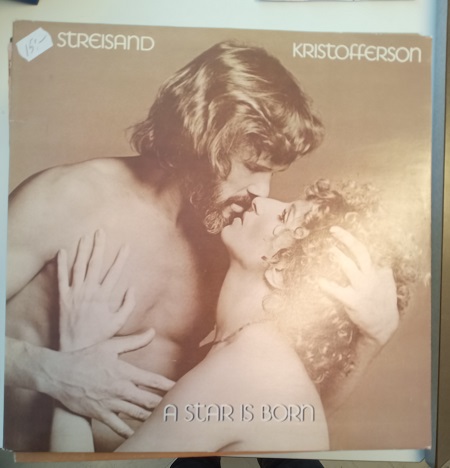 15,-
STREISAND
KRISTOFFERSON
A STAR IS BORN